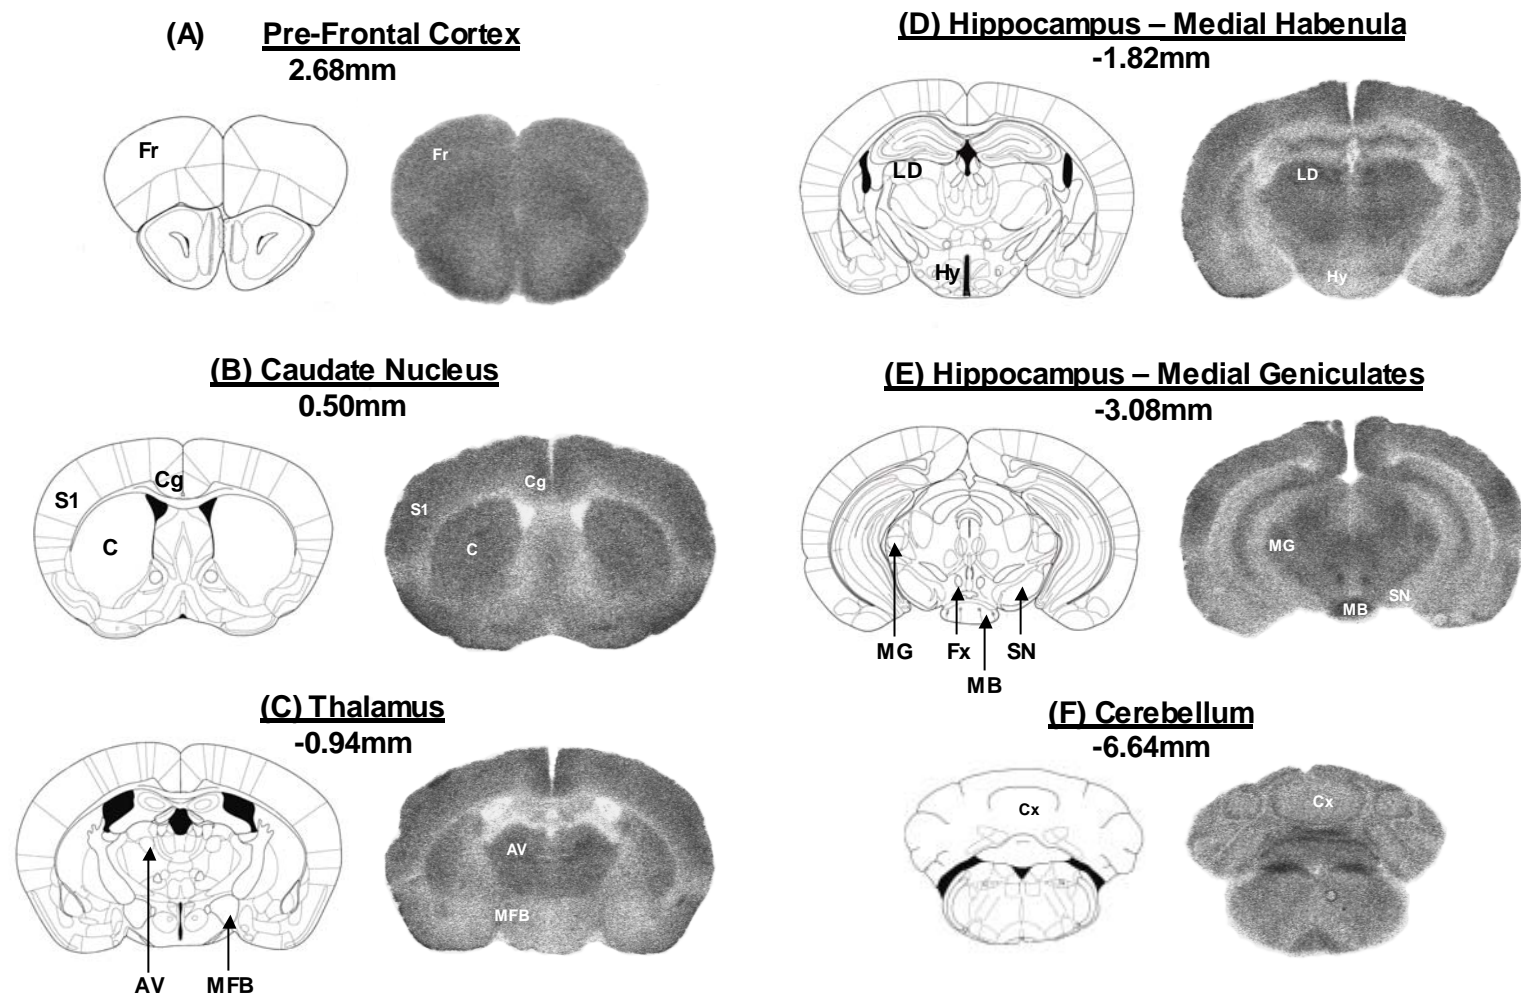 (A) Pre-Frontal Cortex
2.68mm
Fr
Fr
(B) Caudate Nucleus
0.50mm
Cg
S1
C
Cg
S1
C
(C) Thalamus
-0.94mm
AV
MFB
AV MFB
(D) Hippocampus – Medial Habenula
-1.82mm
LD
Hy
LD
Hy
(E) Hippocampus – Medial Geniculates
-3.08mm
MG Fx SN
MB
MG
SN
MB
(F) Cerebellum
-6.64mm
Cx
Cx